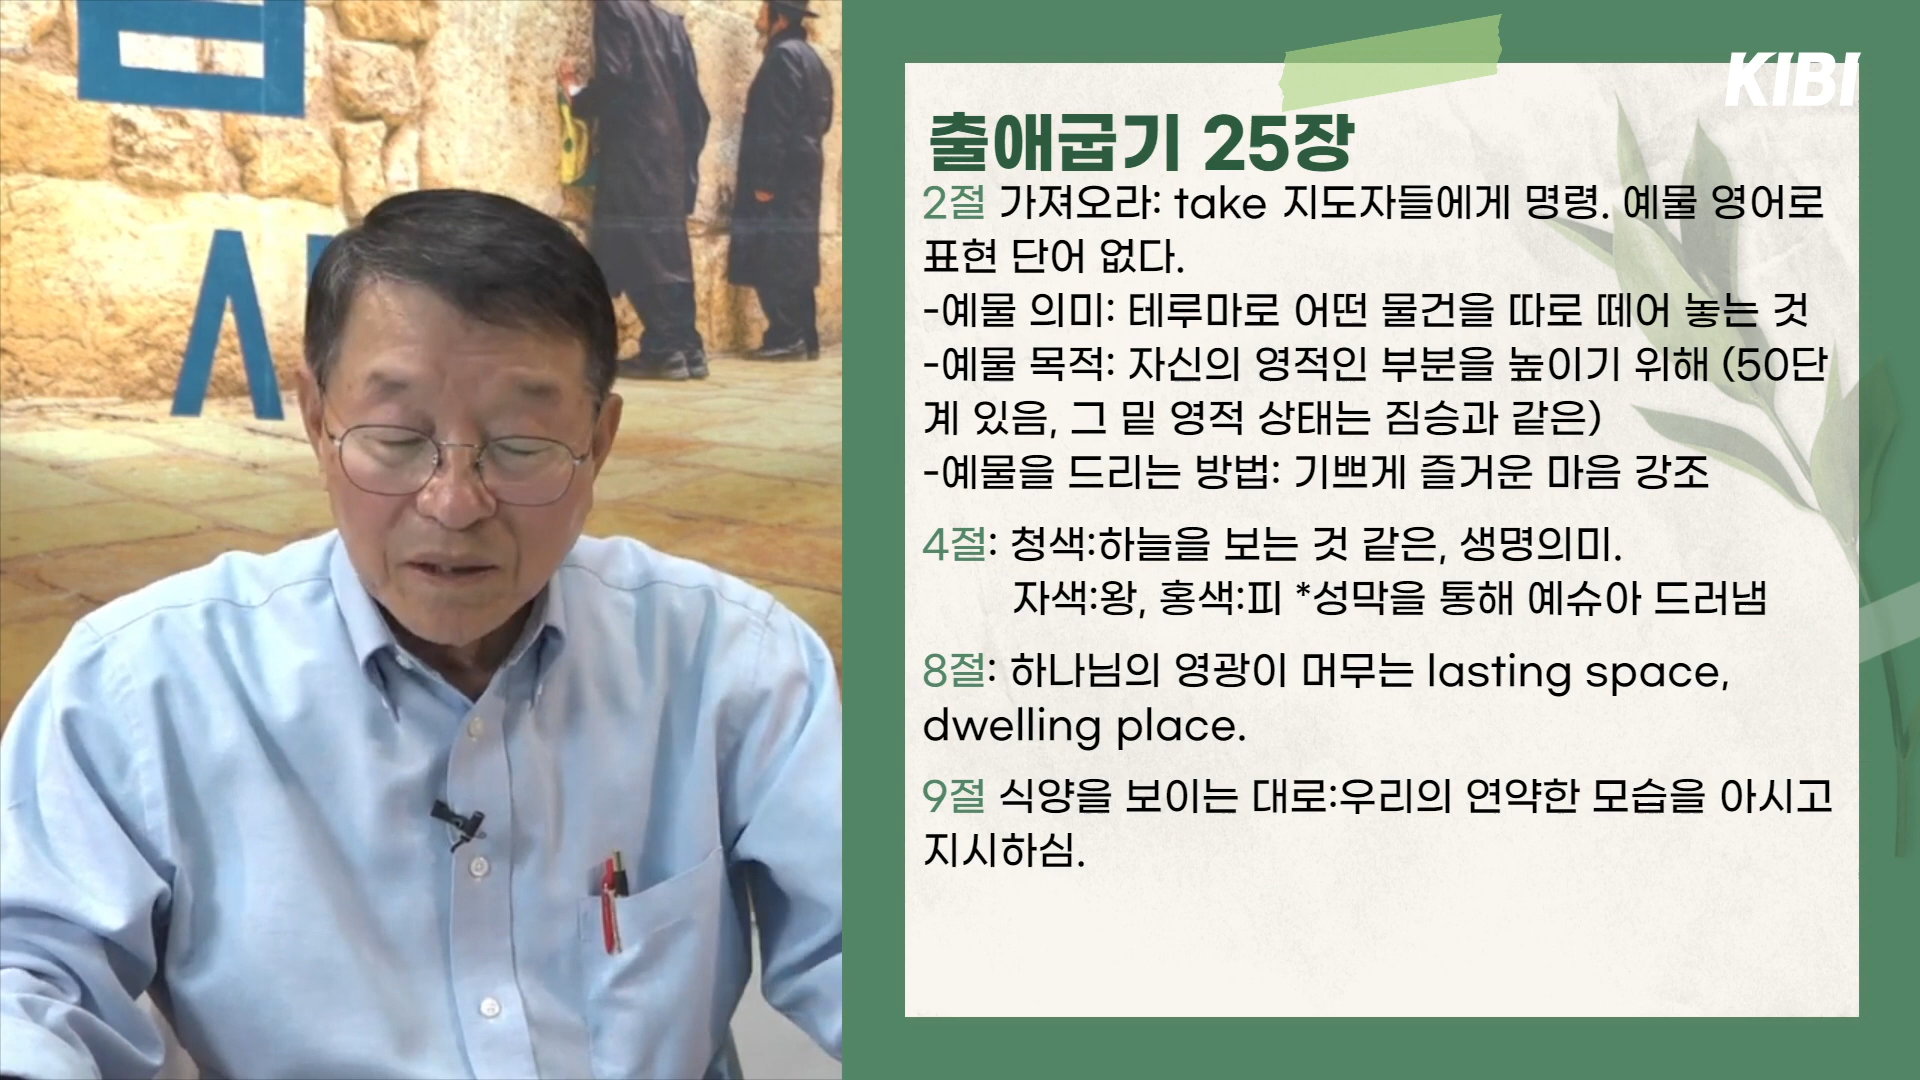 KIBI
출애굽기 25장
2절 가져오라: take 지도자들에게 명령. 예물 영어로
표현 단어 없다.
-예물 의미: 테루마로 어떤 물건을 따로 떼어 놓는 것
-예물 목적: 자신의 영적인 부분을 높이기 위해 (50단
계 있음, 그 밑 영적 상태는 짐승과 같은)
-예물을 드리는 방법: 기쁘게 즐거운 마음 강조
4절: 청색:하늘을 보는 것 같은, 생명의미.
자색:왕, 홍색:피 *성막을 통해 예슈아 드러냄
8절: 하나님의 영광이 머무는 lasting space,
dwelling place.
9절 식양을 보이는 대로:우리의 연약한 모습을 아시고
지시하심.